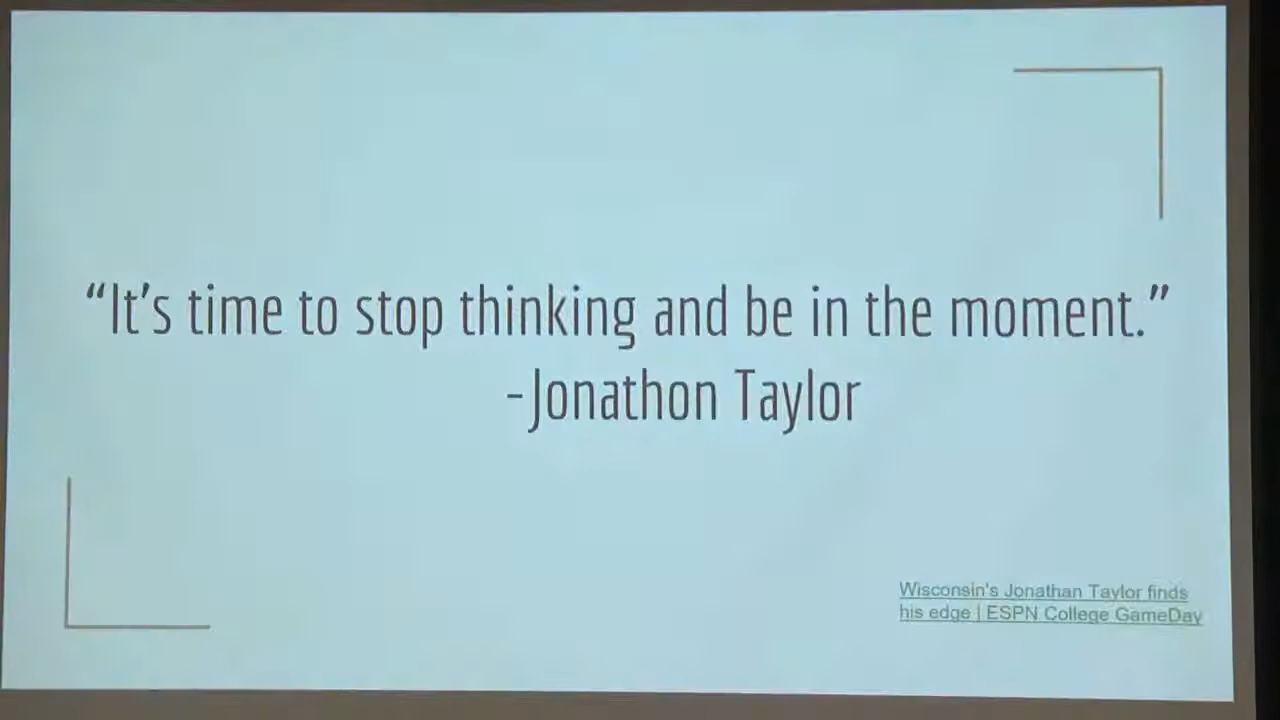 “It’s time to stop thinking and be in the moment.”
-Jonathon Taylor
Wisconsin's Jonathan Taylor finds
his edge | ESPN College GameDay